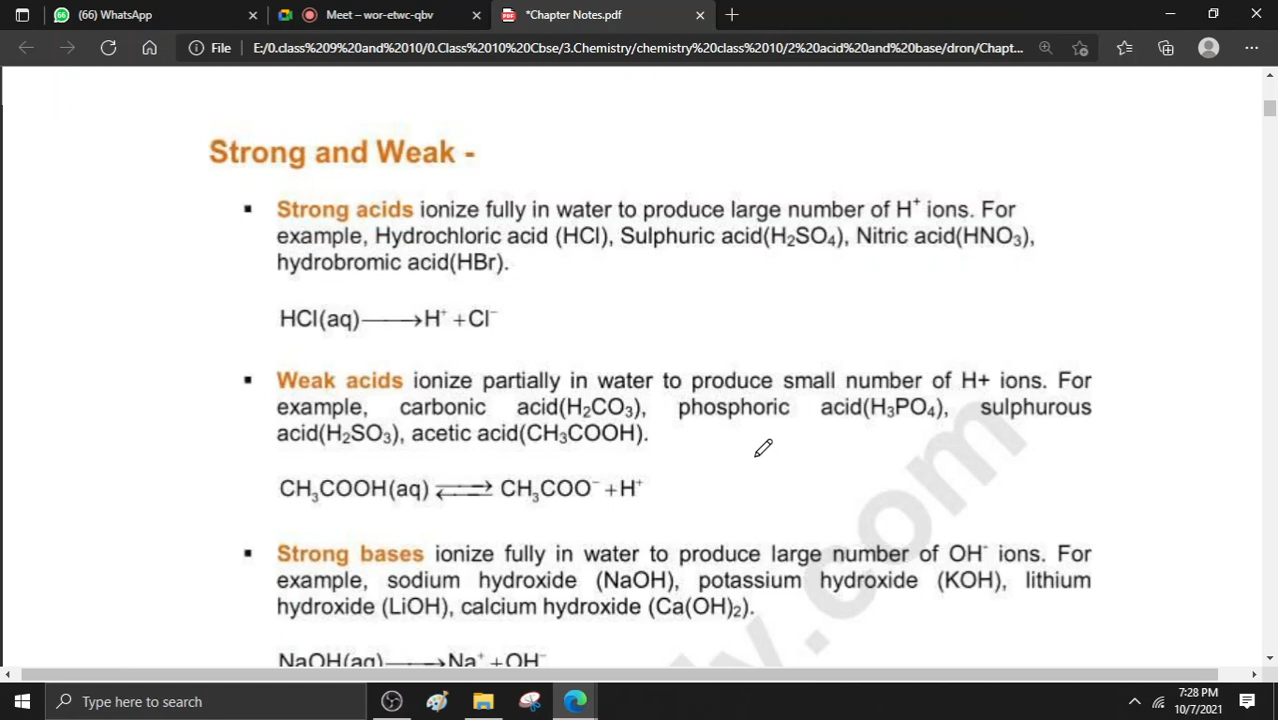 (66) WhatsApp
Meet – wor-etwc-qbv
*Chapter Notes.pdf
File E:/0.class%209%20and%2010/0.Class%2010%20Cbse/3.Chemistry/chemistry%20class%2010/2%20acid%20and%20base/dron/Chapt...
Strong and Weak -
▪ Strong acids ionize fully in water to produce large number of H⁺ ions. For
example, Hydrochloric acid (HCl), Sulphuric acid(H₂SO₄), Nitric acid(HNO₃),
hydrobromic acid(HBr).
HCl(aq)⟶H⁺ +Cl⁻
▪ Weak acids ionize partially in water to produce small number of H+ ions. For
example, carbonic acid(H₂CO₃), phosphoric acid(H₃PO₄), sulphurous
acid(H₂SO₃), acetic acid(CH₃COOH).
CH₃COOH(aq) ⇌ CH₃COO⁻ +H⁺
▪ Strong bases ionize fully in water to produce large number of OH⁻ ions. For
example, sodium hydroxide (NaOH), potassium hydroxide (KOH), lithium
hydroxide (LiOH), calcium hydroxide (Ca(OH)₂).
NaOH(aq)⟶Na⁺ +OH⁻
Type here to search
7:28 PM
10/7/2021